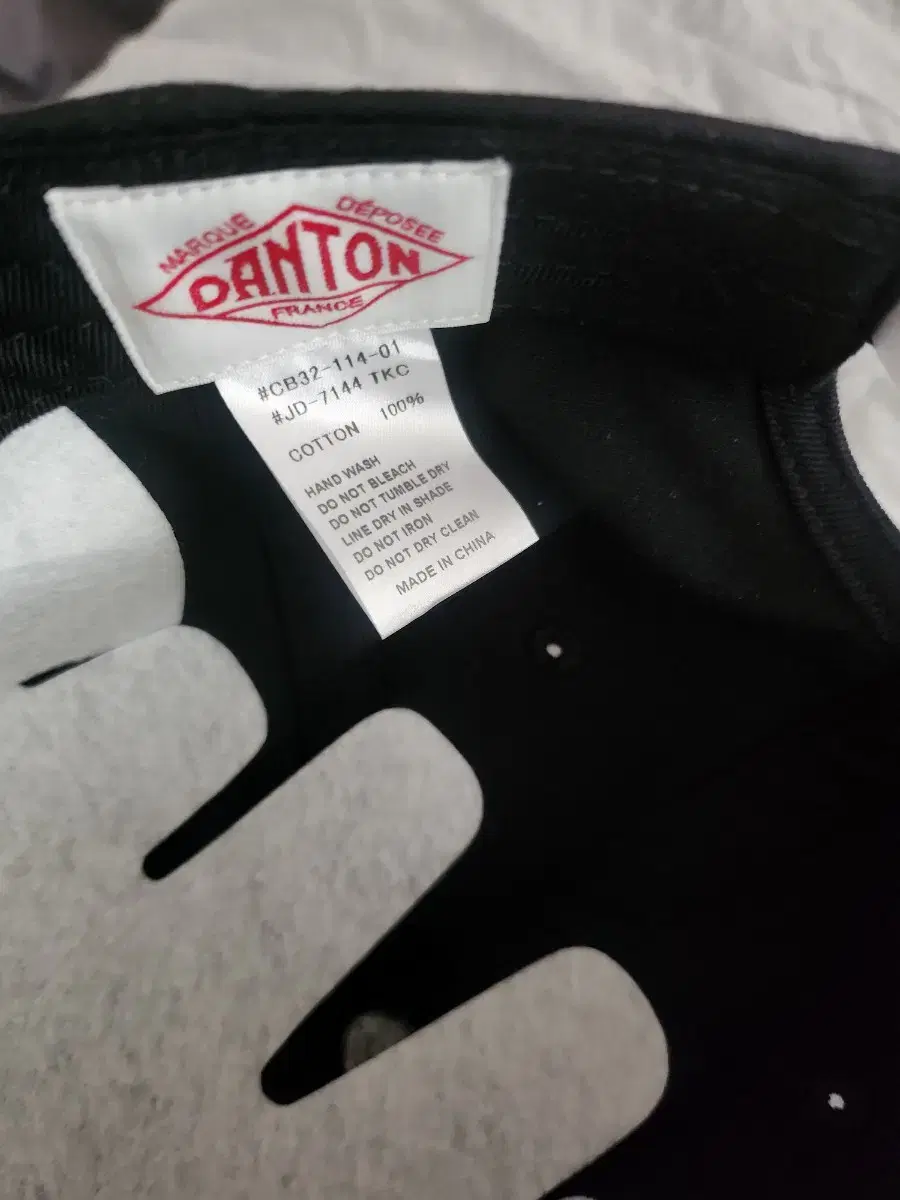 MARQUÉ DÉPOSEE
DANTON
FRANCE
#CB32-114-01
#JD-7144 TKC
COTTON 100%
HAND WASH
DO NOT BLEACH
DO NOT TUMBLE DRY
LINE DRY IN SHADE
DO NOT IRON
DO NOT DRY CLEAN
MADE IN CHINA